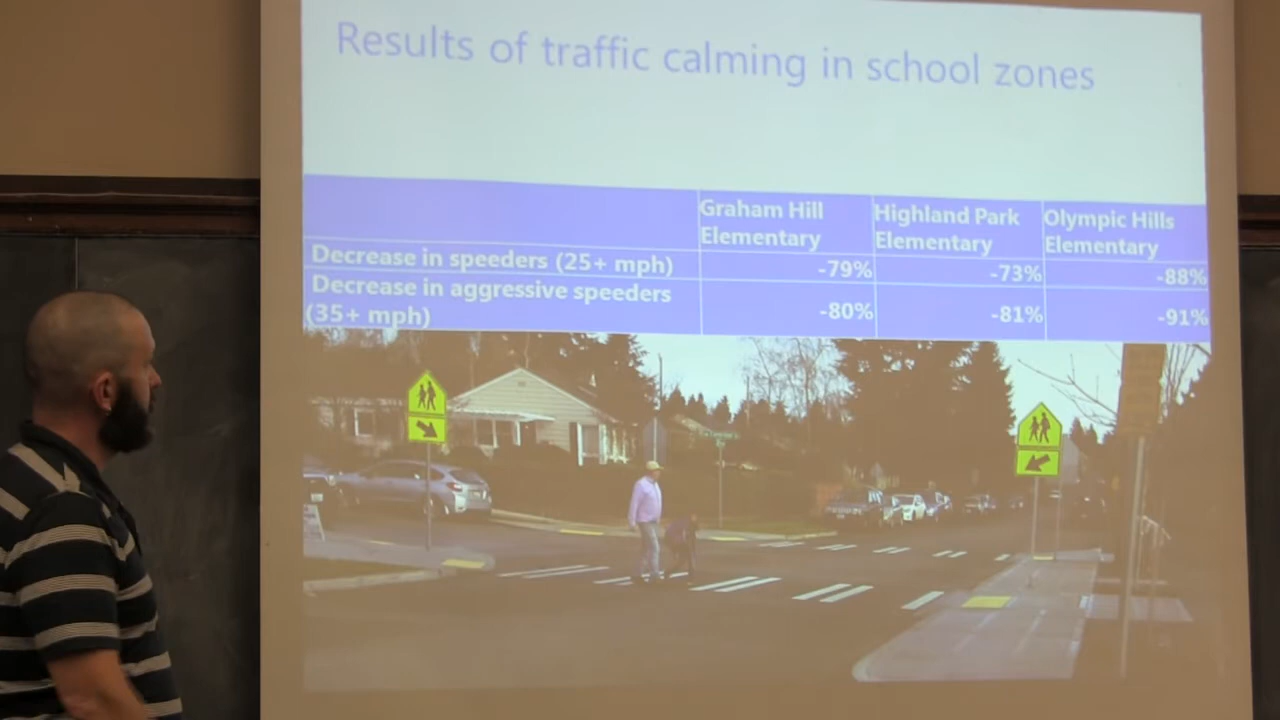 Results of traffic calming in school zones
Graham Hill Highland Park Olympic Hills
Elementary Elementary Elementary
Decrease in speeders (25+ mph) -79% -73% -88%
Decrease in aggressive speeders
(35+ mph) -80% -81% -91%